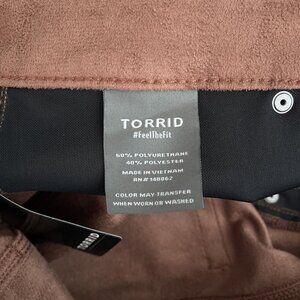 TORRID
#FeelTheFit
60% POLYURETHANE
40% POLYESTER
MADE IN VIETNAM
RN# 148062
COLOR MAY TRANSFER
WHEN WORN OR WASHED
TORRID